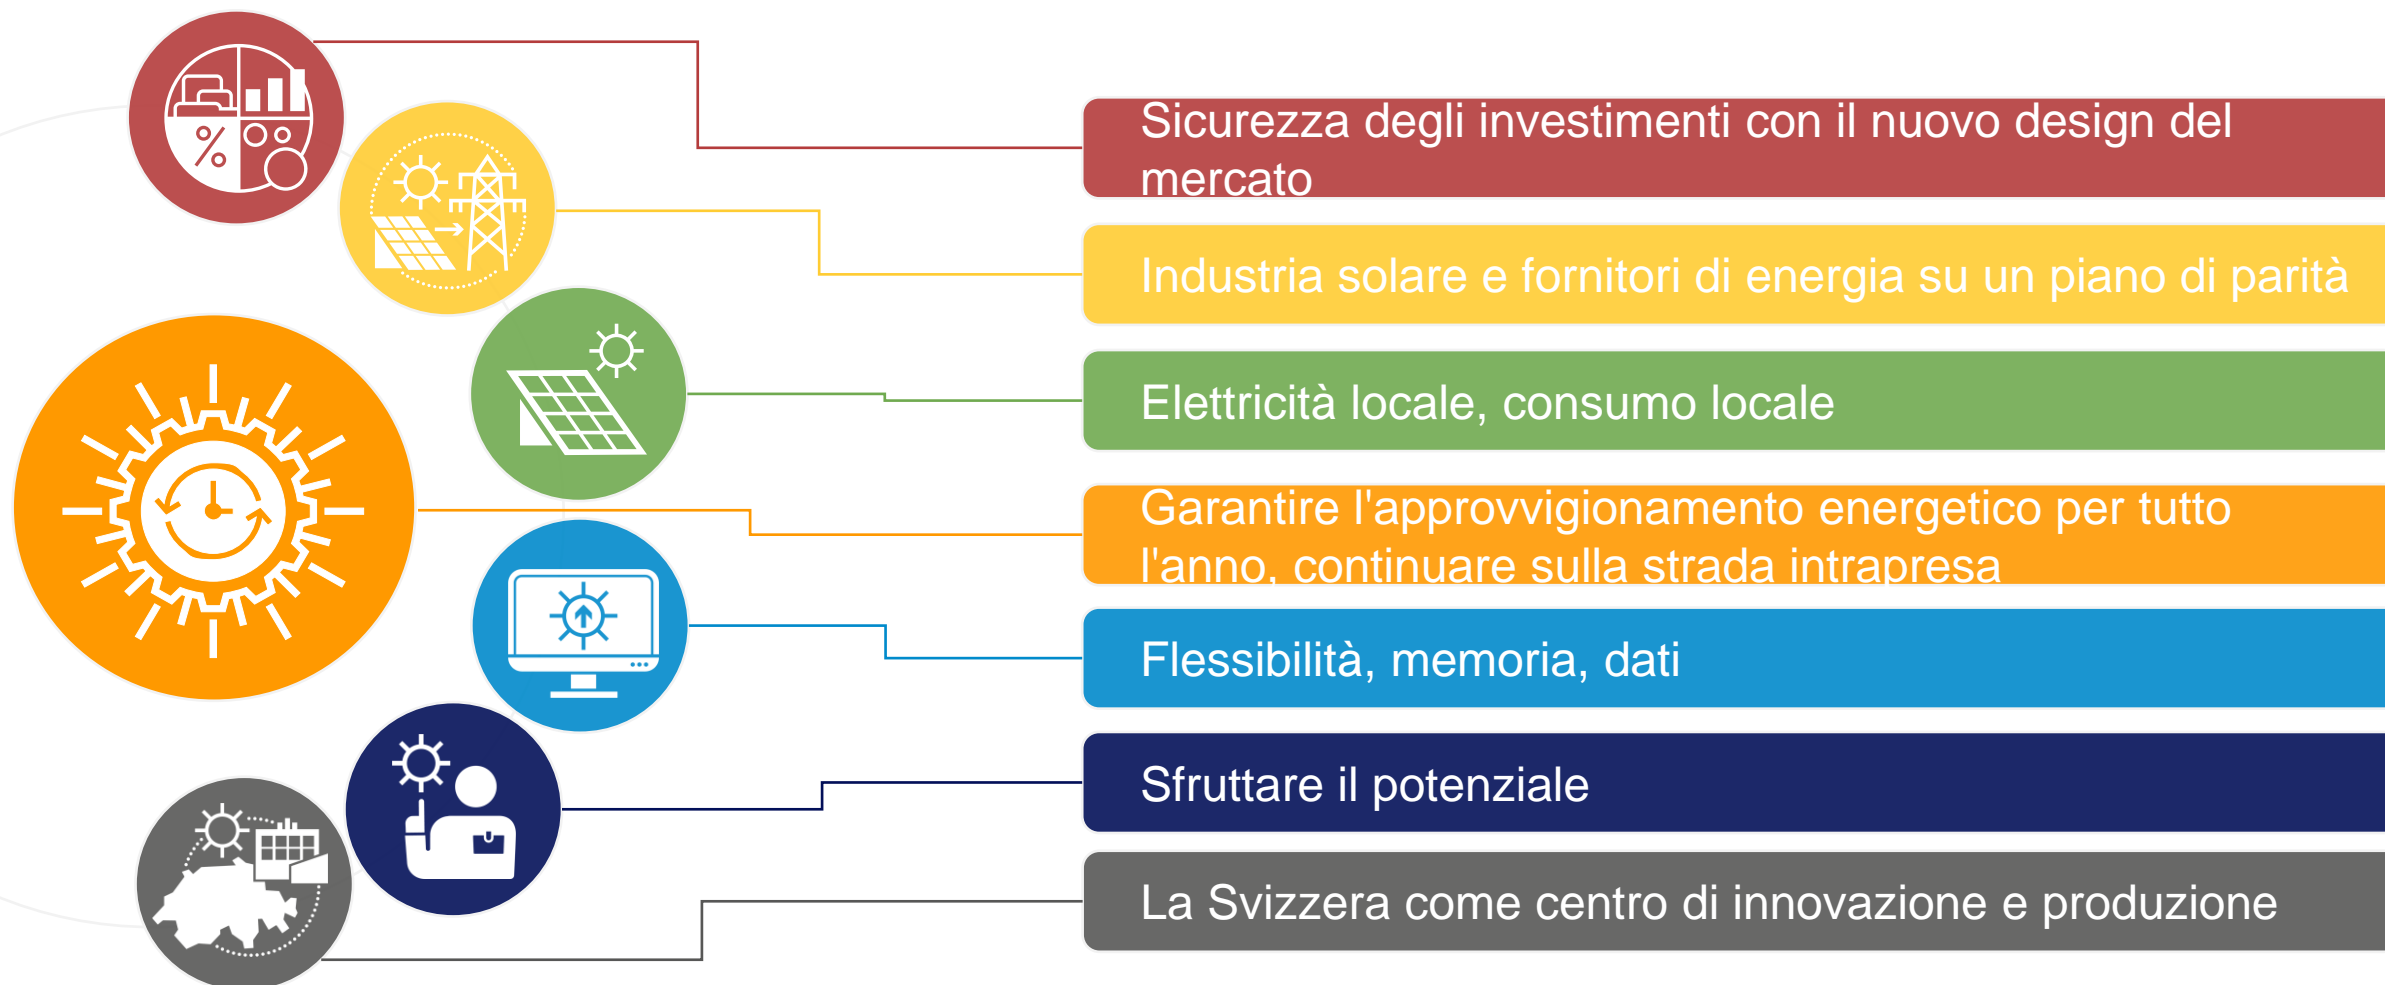 Sicurezza degli investimenti con il nuovo design del
mercato
Industria solare e fornitori di energia su un piano di parità
Elettricità locale, consumo locale
Garantire l'approvvigionamento energetico per tutto
l'anno, continuare sulla strada intrapresa
Flessibilità, memoria, dati
Sfruttare il potenziale
La Svizzera come centro di innovazione e produzione
%